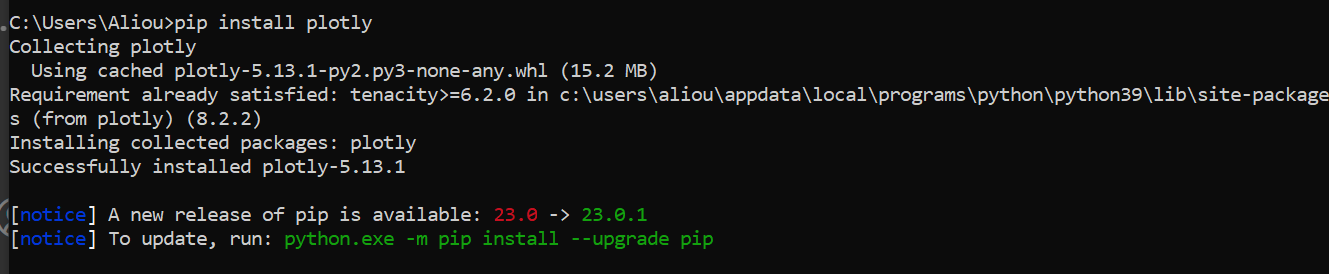 C:\Users\Aliou>pip install plotly
Collecting plotly
  Using cached plotly-5.13.1-py2.py3-none-any.whl (15.2 MB)
Requirement already satisfied: tenacity>=6.2.0 in c:\users\aliou\appdata\local\programs\python\python39\lib\site-package
s (from plotly) (8.2.2)
Installing collected packages: plotly
Successfully installed plotly-5.13.1
[notice] A new release of pip is available: 23.0 -> 23.0.1
[notice] To update, run: python.exe -m pip install --upgrade pip